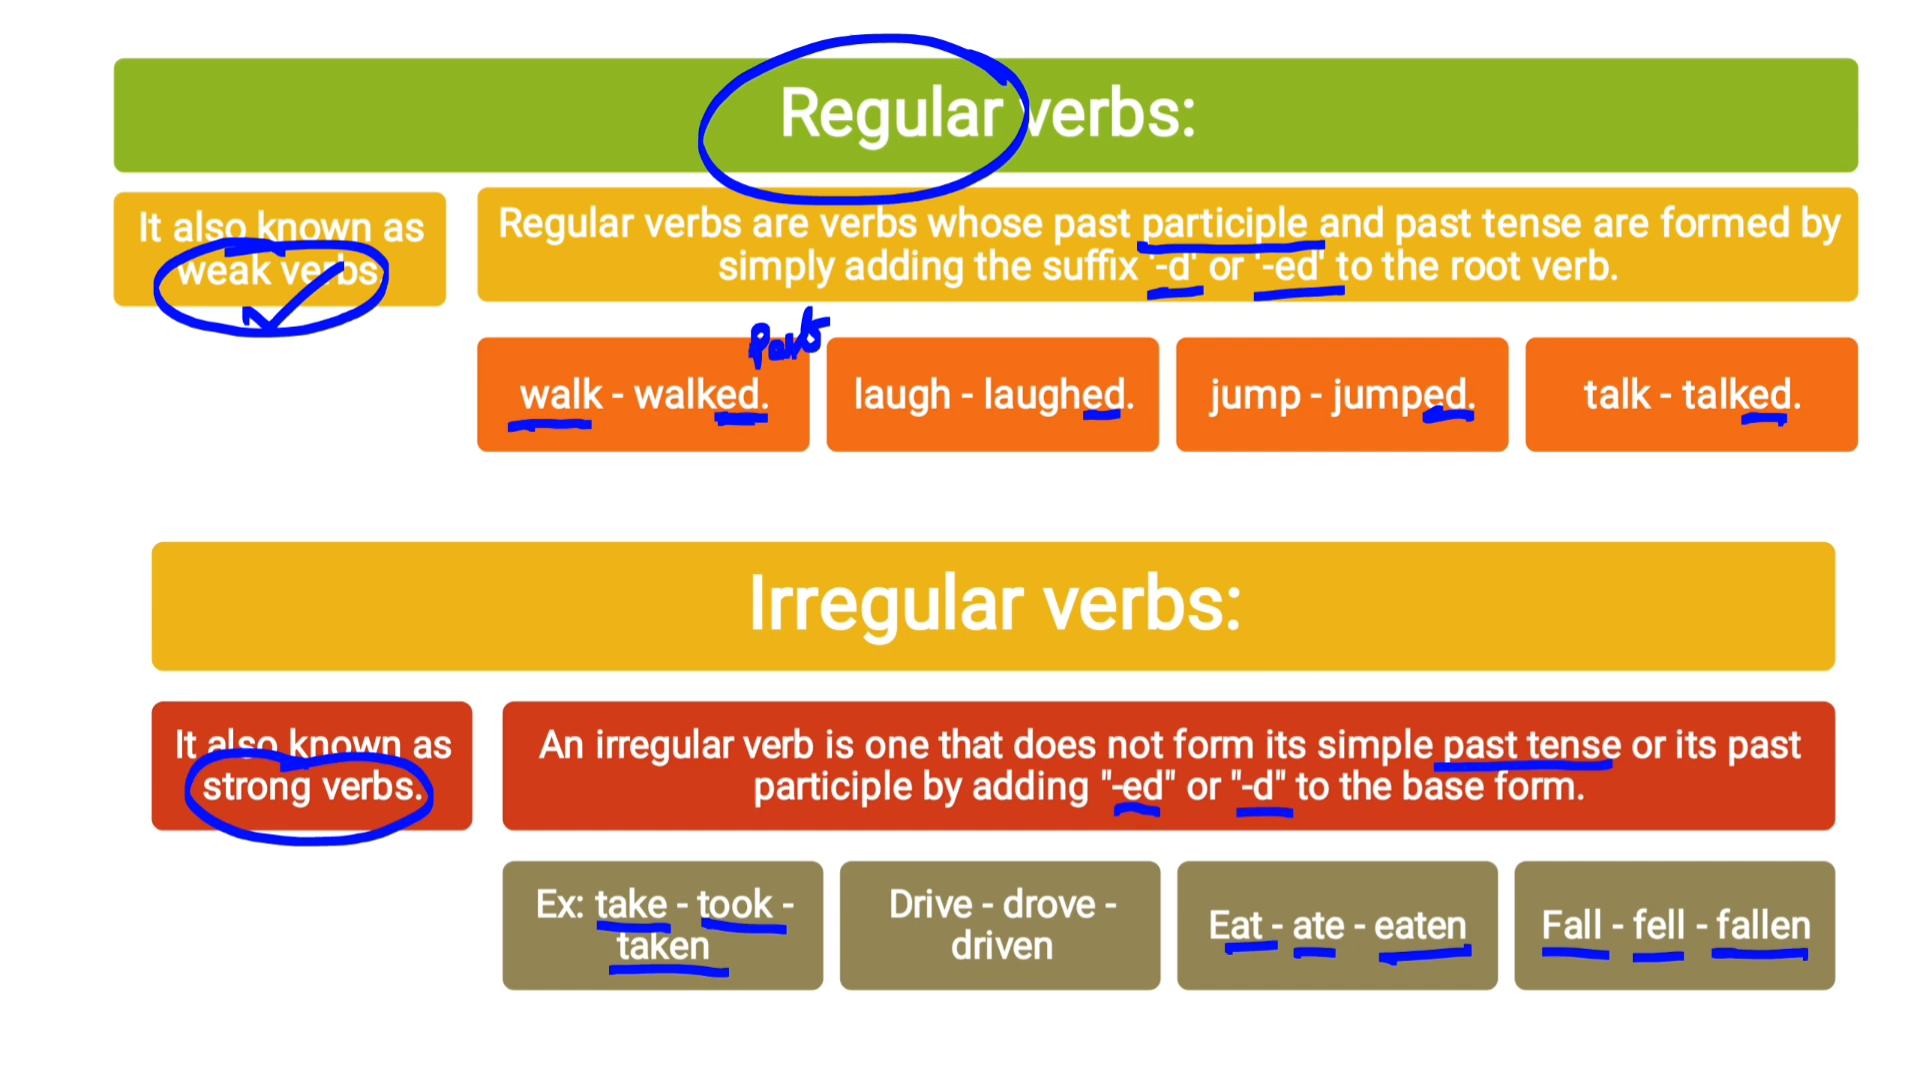 Regular verbs:
It also known as
weak verbs
Regular verbs are verbs whose past participle and past tense are formed by
simply adding the suffix '-d' or '-ed' to the root verb.
past
walk - walked.
laugh - laughed.
jump - jumped.
talk - talked.
Irregular verbs:
It also known as
strong verbs.
An irregular verb is one that does not form its simple past tense or its past
participle by adding "-ed" or "-d" to the base form.
Ex: take - took -
taken
Drive - drove -
driven
Eat - ate - eaten
Fall - fell - fallen